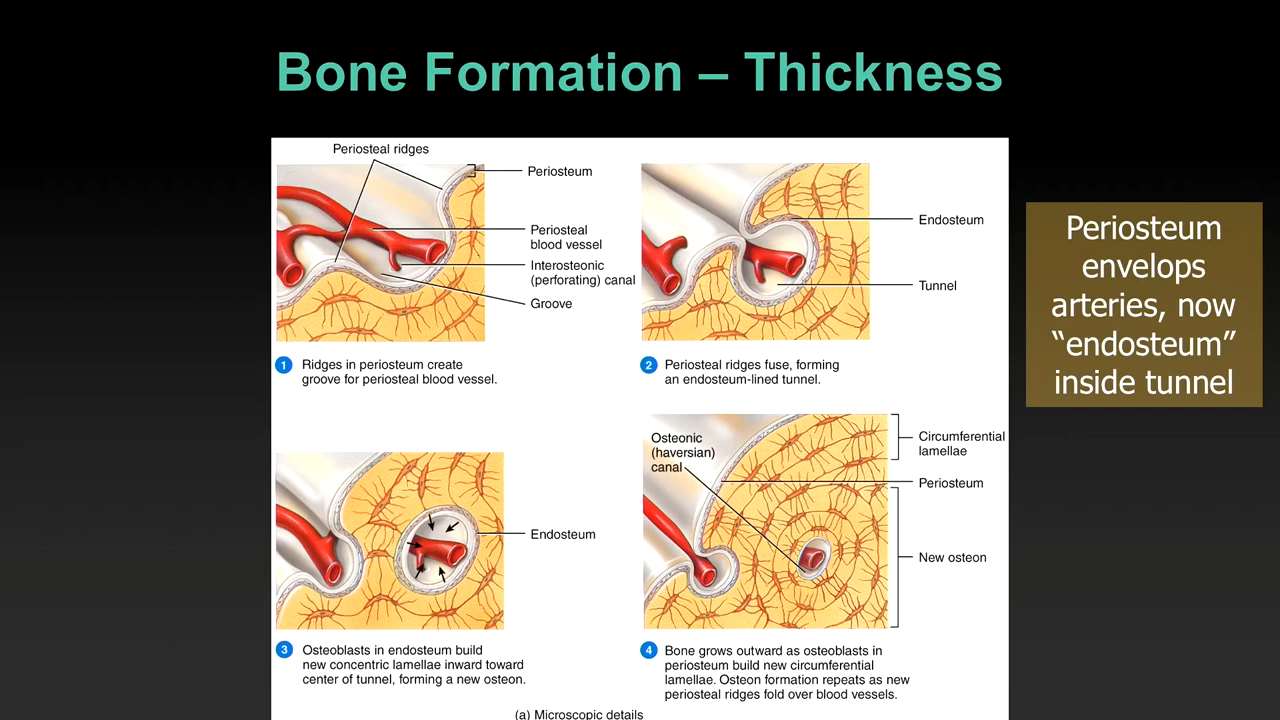 Bone Formation – Thickness
Periosteal ridges
Periosteum
Periosteal
blood vessel
Interosteonic
(perforating) canal
Groove
1 Ridges in periosteum create
groove for periosteal blood vessel.
Endosteum
Tunnel
2 Periosteal ridges fuse, forming
an endosteum-lined tunnel.
Periosteum
envelops
arteries, now
“endosteum”
inside tunnel
Endosteum
3 Osteoblasts in endosteum build
new concentric lamellae inward toward
center of tunnel, forming a new osteon.
Osteonic
(haversian)
canal
Circumferential
lamellae
Periosteum
New osteon
4 Bone grows outward as osteoblasts in
periosteum build new circumferential
lamellae. Osteon formation repeats as new
periosteal ridges fold over blood vessels.
(a) Microscopic details